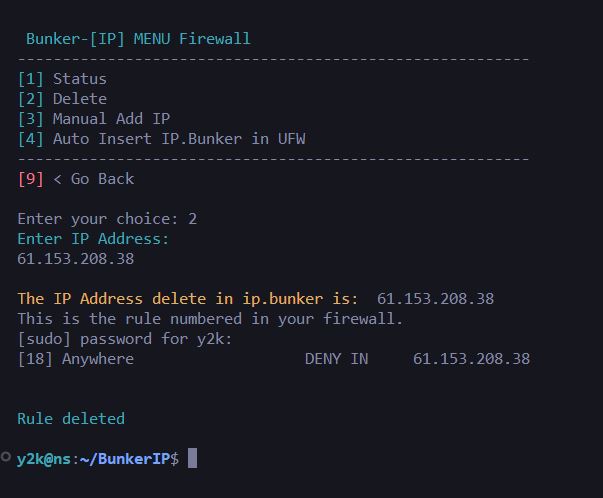 Bunker-[IP] MENU Firewall
---------------------------------------------------------
[1] Status
[2] Delete
[3] Manual Add IP
[4] Auto Insert IP.Bunker in UFW
---------------------------------------------------------
[9] < Go Back
Enter your choice: 2
Enter IP Address:
61.153.208.38
The IP Address delete in ip.bunker is:  61.153.208.38
This is the rule numbered in your firewall.
[sudo] password for y2k:
[18] Anywhere                   DENY IN     61.153.208.38
Rule deleted
y2k@ns:~/BunkerIP$